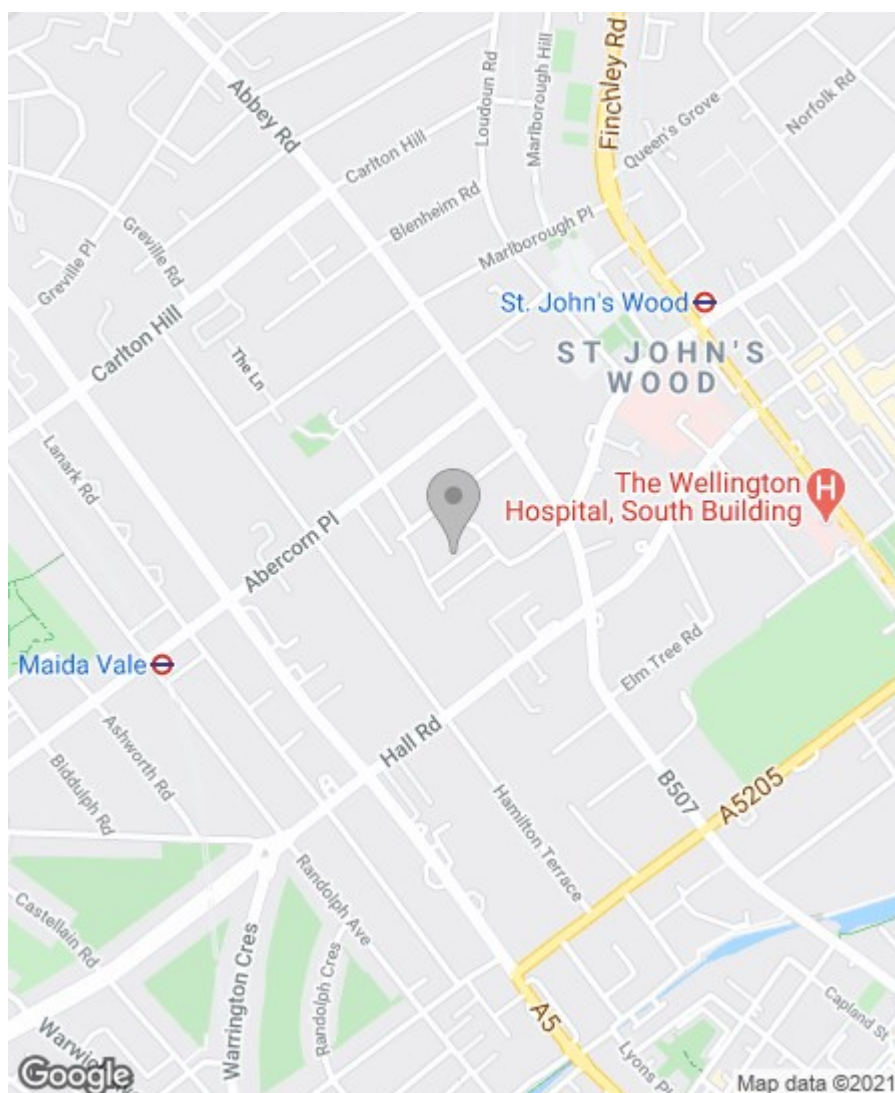 Abbey Rd
Loudoun Rd
Marlborough Hill
Finchley Rd
Norfolk Rd
Queen's Grove
Carlton Hill
Blenheim Rd
Marlborough Pl
Greville Pl
Greville Rd
St. John's Wood
ST JOHN'S
WOOD
Carlton Hill
The Ln
Lanark Rd
The Wellington
Hospital, South Building
H
Abercorn Pl
Maida Vale
Elm Tree Rd
Ashworth Rd
Biddulph Rd
Hall Rd
B507
A5205
Hamilton Terrace
Randolph Ave
Castellain Rd
Warrington Cres
Randolph Cres
A5
Capland St
Lyons Pl
Warwic
Google
Map data ©2021